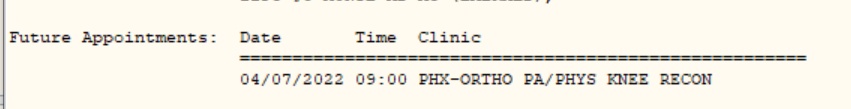 Future Appointments: Date Time Clinic
======================================================
04/07/2022 09:00 PHX-ORTHO PA/PHYS KNEE RECON